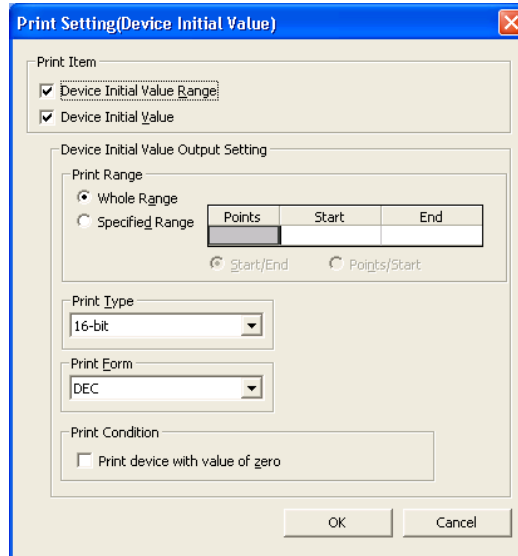 Print Setting(Device Initial Value)
Print Item
Device Initial Value Range
Device Initial Value
Device Initial Value Output Setting
Print Range
Whole Range
Specified Range
Points Start End
Start/End Points/Start
Print Type
16-bit
Print Form
DEC
Print Condition
Print device with value of zero
OK Cancel